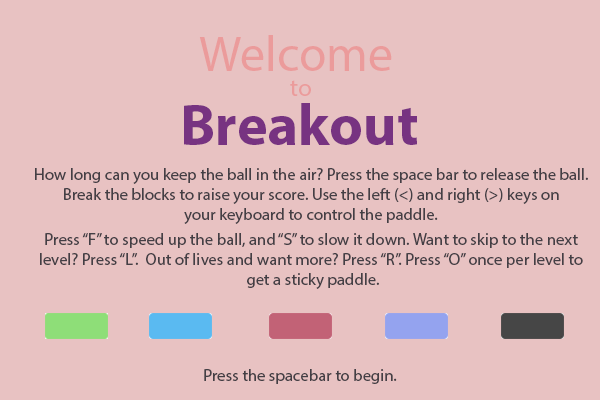 Welcome
to
Breakout
How long can you keep the ball in the air? Press the space bar to release the ball.
Break the blocks to raise your score. Use the left (<) and right (>) keys on
your keyboard to control the paddle.
Press “F” to speed up the ball, and “S” to slow it down. Want to skip to the next
level? Press “L”.  Out of lives and want more? Press “R”. Press “O” once per level to
get a sticky paddle.
Press the spacebar to begin.